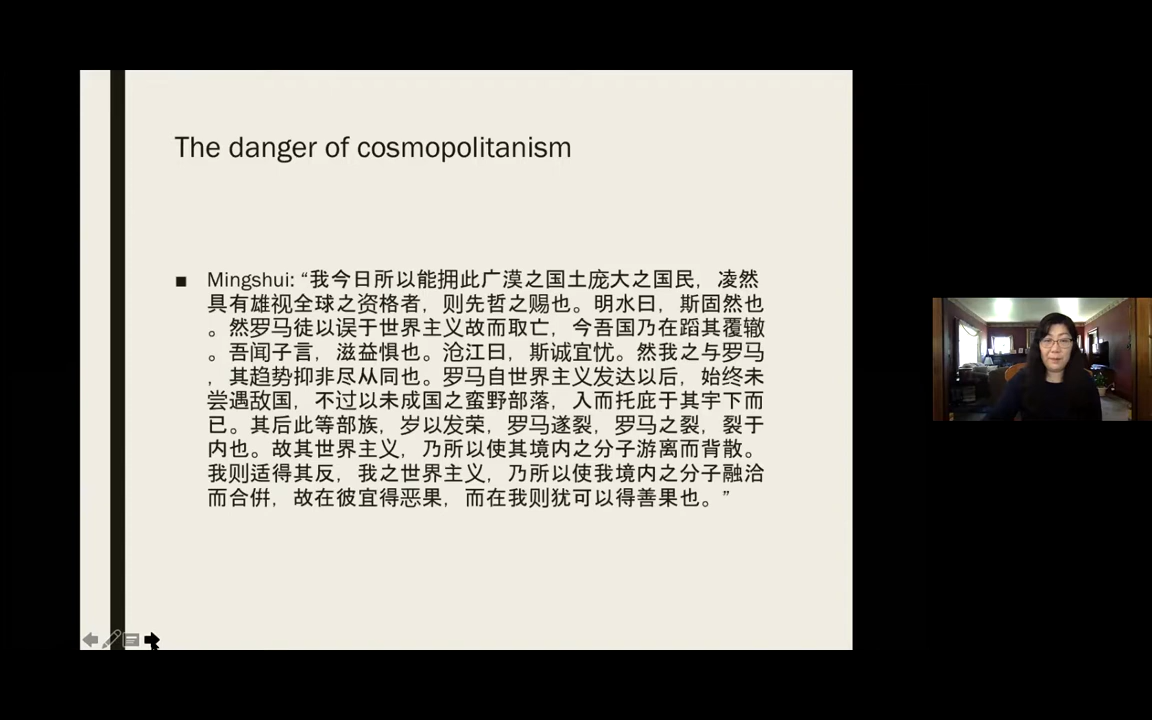 The danger of cosmopolitanism
■ Mingshui: “我今日所以能拥此广漠之国土庞大之国民，凌然
具有雄视全球之资格者，则先哲之赐也。明水曰，斯固然也
。然罗马徒以误于世界主义故而取亡，今吾国乃在蹈其覆辙
。吾闻子言，滋益惧也。沧江曰，斯诚宜忧。然我之与罗马
，其趋势抑非尽从同也。罗马自世界主义发达以后，始终未
尝遇敌国，不过以未成国之蛮野部落，入而托庇于其宇下而
已。其后此等部族，岁以发荣，罗马遂裂，罗马之裂，裂于
内也。故其世界主义，乃所以使其境内之分子游离而背散。
我则适得其反，我之世界主义，乃所以使我境内之分子融洽
而合併，故在彼宜得恶果，而在我则犹可以得善果也。”